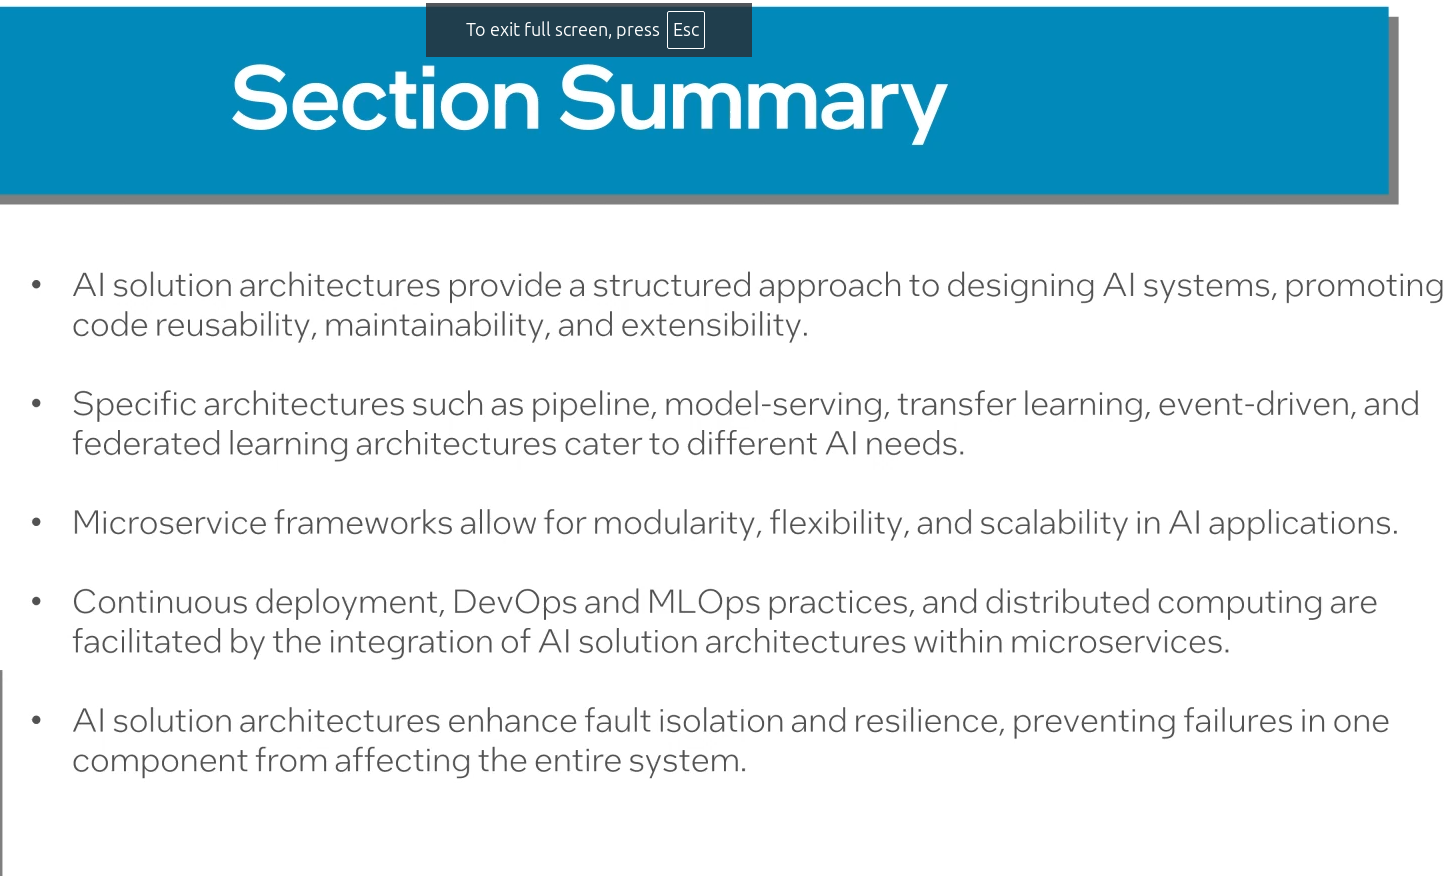 To exit full screen, press Esc
Section Summary
• AI solution architectures provide a structured approach to designing AI systems, promoting
code reusability, maintainability, and extensibility.
• Specific architectures such as pipeline, model-serving, transfer learning, event-driven, and
federated learning architectures cater to different AI needs.
• Microservice frameworks allow for modularity, flexibility, and scalability in AI applications.
• Continuous deployment, DevOps and MLOps practices, and distributed computing are
facilitated by the integration of AI solution architectures within microservices.
• AI solution architectures enhance fault isolation and resilience, preventing failures in one
component from affecting the entire system.